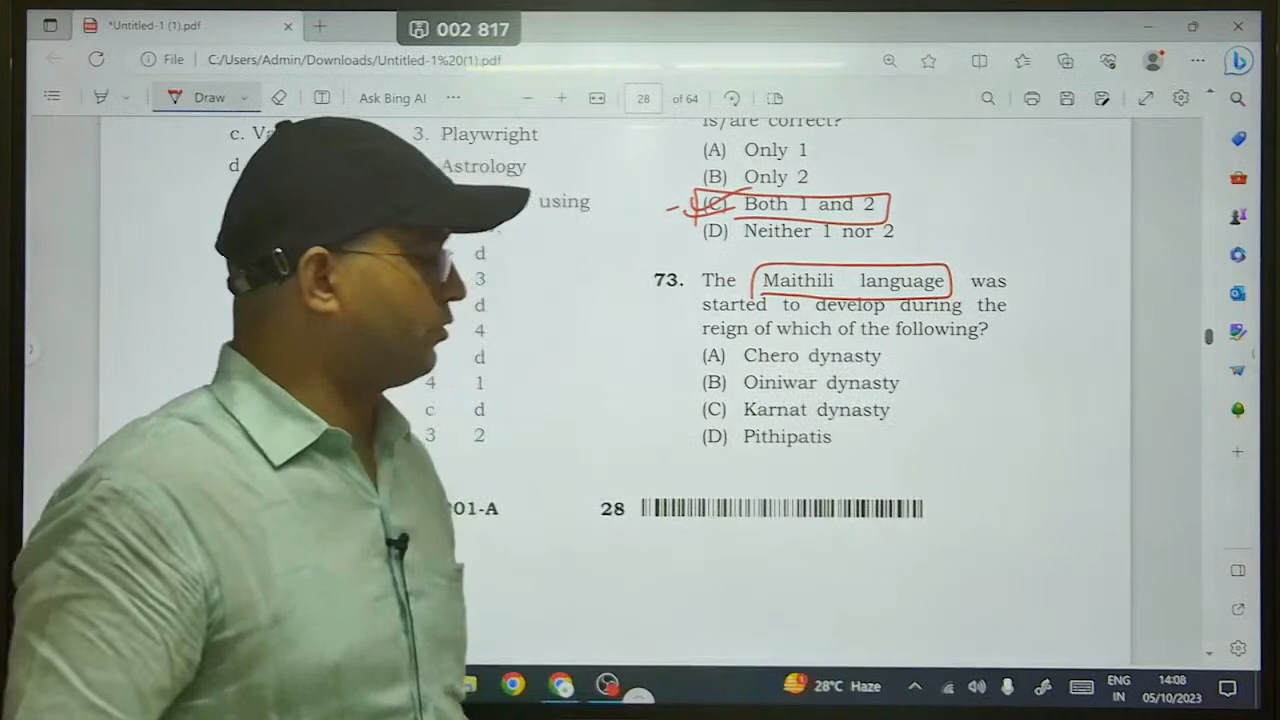 *Untitled-1 (1).pdf
002 817
File C:/Users/Admin/Downloads/Untitled-1%20(1).pdf
Draw Ask Bing AI 28 of 64
c.
3. Playwright
d
Astrology
using
d
3
d
4
d
4 1
c d
3 2
is/are correct?
(A) Only 1
(B) Only 2
(C) Both 1 and 2
(D) Neither 1 nor 2
73. The Maithili language was
started to develop during the
reign of which of the following?
(A) Chero dynasty
(B) Oiniwar dynasty
(C) Karnat dynasty
(D) Pithipatis
01-A
28
28°C Haze
ENG
IN
14:08
05/10/2023